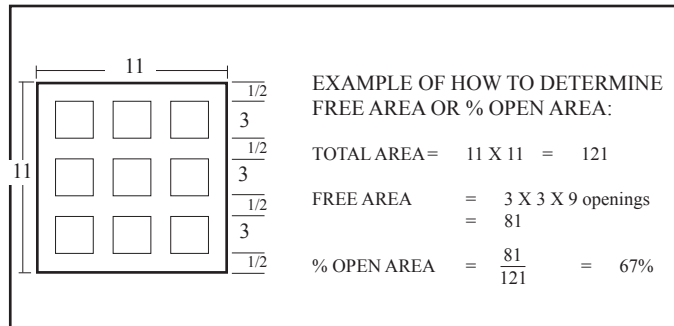 11
11
1/2
3
1/2
3
1/2
3
1/2
EXAMPLE OF HOW TO DETERMINE
FREE AREA OR % OPEN AREA:
TOTAL AREA = 11 X 11 = 121
FREE AREA = 3 X 3 X 9 openings
= 81
% OPEN AREA = 81/121 = 67%